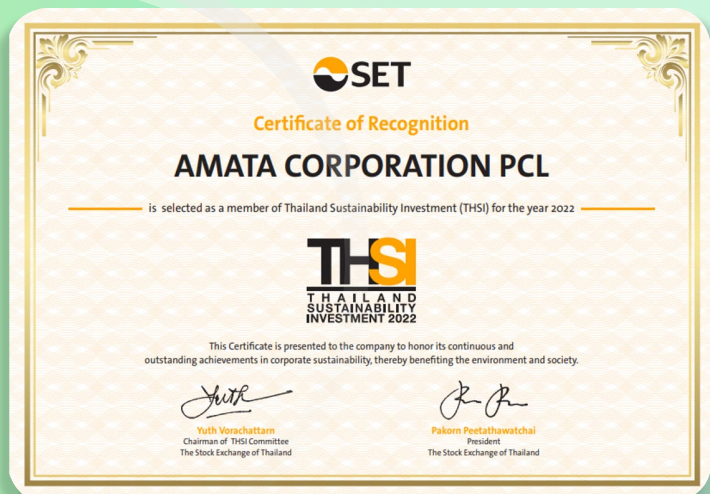 SET
Certificate of Recognition
AMATA CORPORATION PCL
is selected as a member of Thailand Sustainability Investment (THSI) for the year 2022
THSI
THAILAND
SUSTAINABILITY
INVESTMENT 2022
This Certificate is presented to the company to honor its continuous and
outstanding achievements in corporate sustainability, thereby benefiting the environment and society.
Yuth
Yuth Vorachattarn
Chairman of THSI Committee
The Stock Exchange of Thailand
Pakorn Peetathawatchai
President
The Stock Exchange of Thailand